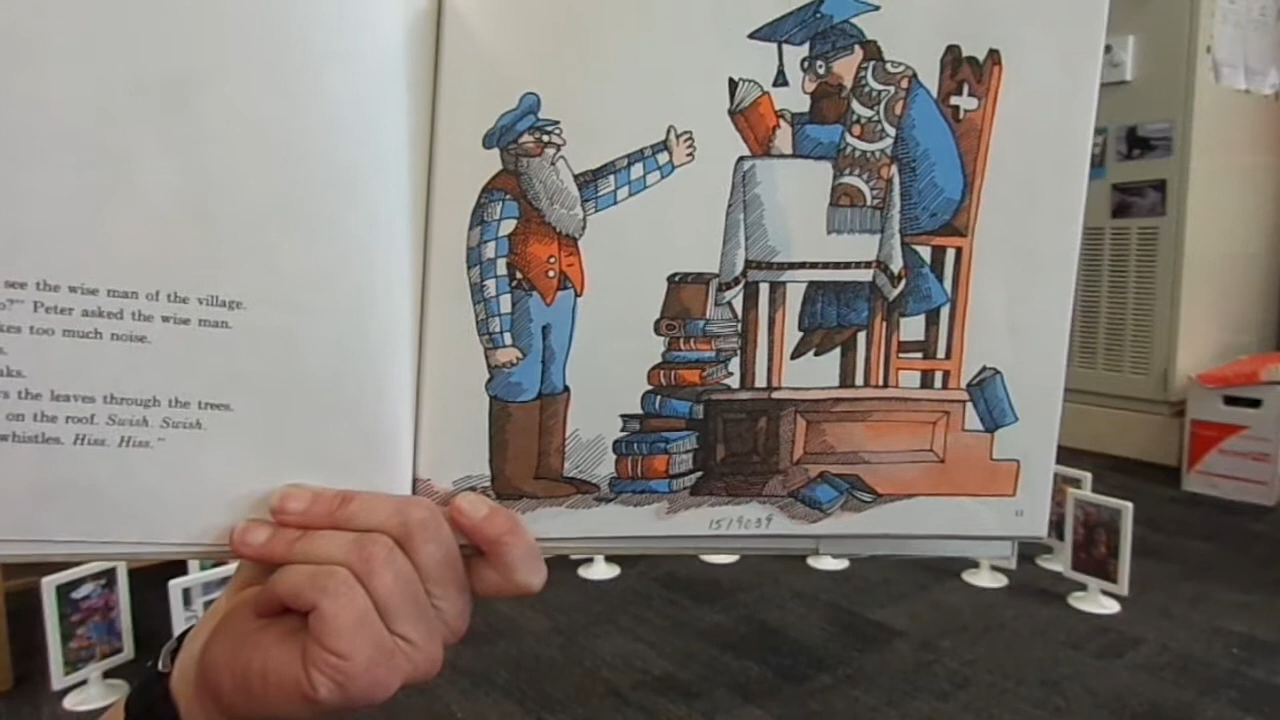 see the wise man of the village.
o?" Peter asked the wise man.
kes too much noise.
s.
aks.
s the leaves through the trees.
on the roof. Swish. Swish.
whistles. Hiss. Hiss."
1519039
11